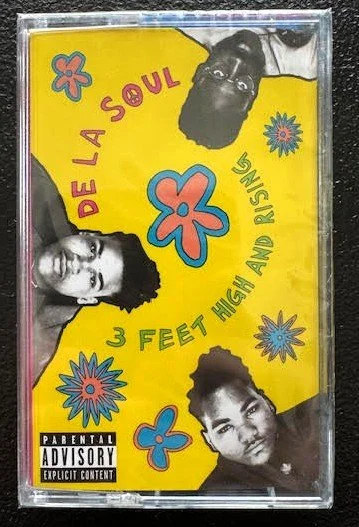 DE LA SOUL
3 FEET HIGH AND RISING
PARENTAL
ADVISORY
EXPLICIT CONTENT